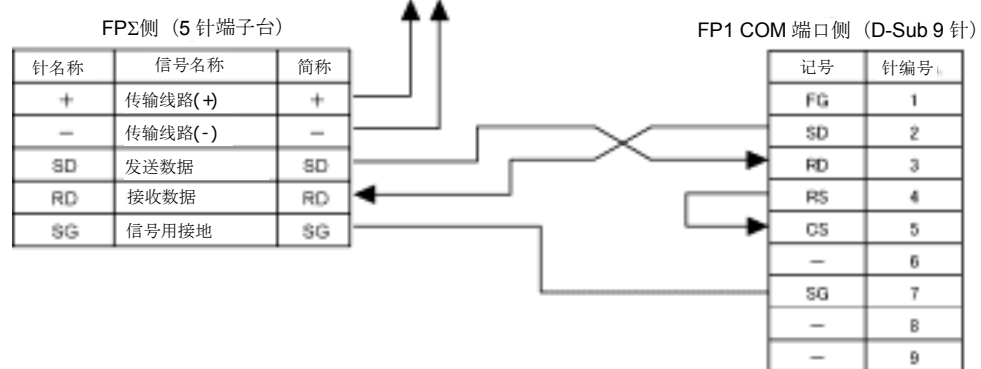 FPΣ侧（5 针端子台）
针名称 信号名称 简称
+ 传输线路(+) +
− 传输线路(-) −
SD 发送数据 SD
RD 接收数据 RD
SG 信号用接地 SG
FP1 COM 端口侧（D-Sub 9 针）
记号 针编号
FG 1
SD 2
RD 3
RS 4
CS 5
− 6
SG 7
− 8
− 9